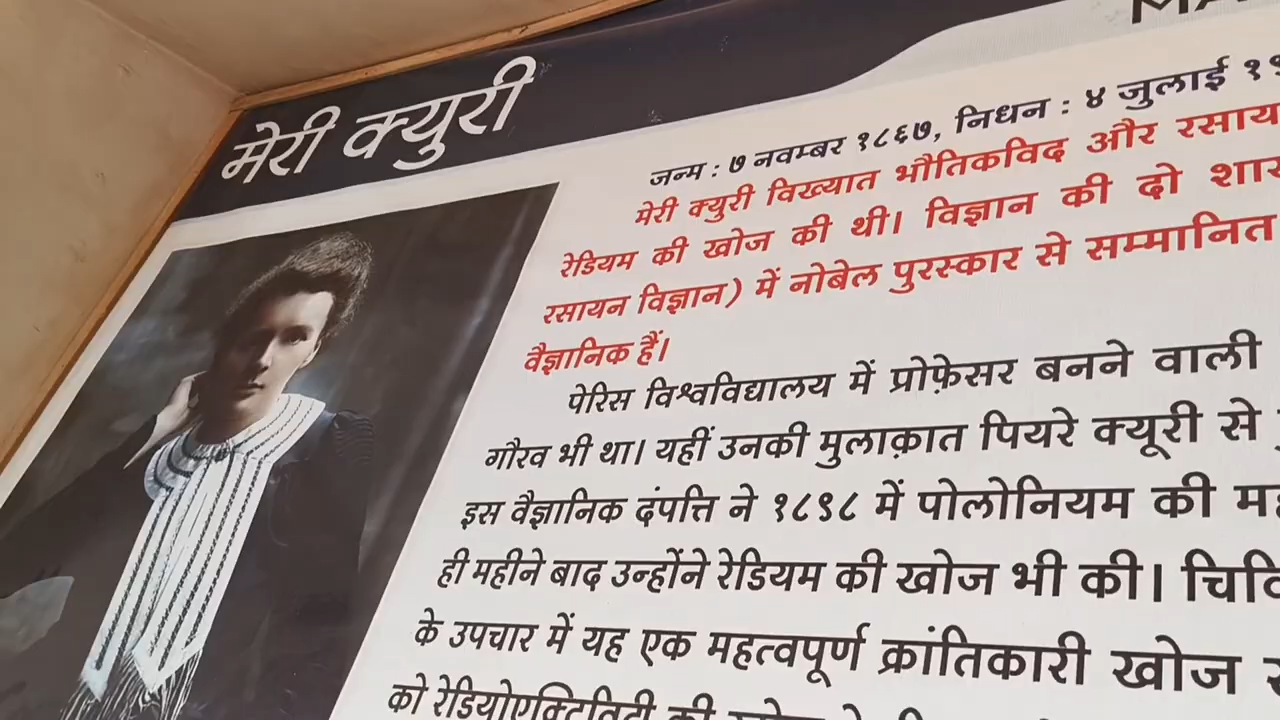 मेरी क्युरी
जन्म : ७ नवम्बर १८६७, निधन : ४ जुलाई
मेरी क्युरी विख्यात भौतिकविद और
रेडियम की खोज की थी। विज्ञान की दो
रसायन विज्ञान) में नोबेल पुरस्कार से सम्मानित
वैज्ञानिक हैं।
पेरिस विश्वविद्यालय में प्रोफ़ेसर बनने वाली
गौरव भी था। यहीं उनकी मुलाक़ात पियरे क्यूरी से
इस वैज्ञानिक दंपत्ति ने १८९८ में पोलोनियम की
ही महीने बाद उन्होंने रेडियम की खोज भी की।
के उपचार में यह एक महत्वपूर्ण क्रांतिकारी खोज
को रेडियोएक्टिविटी की